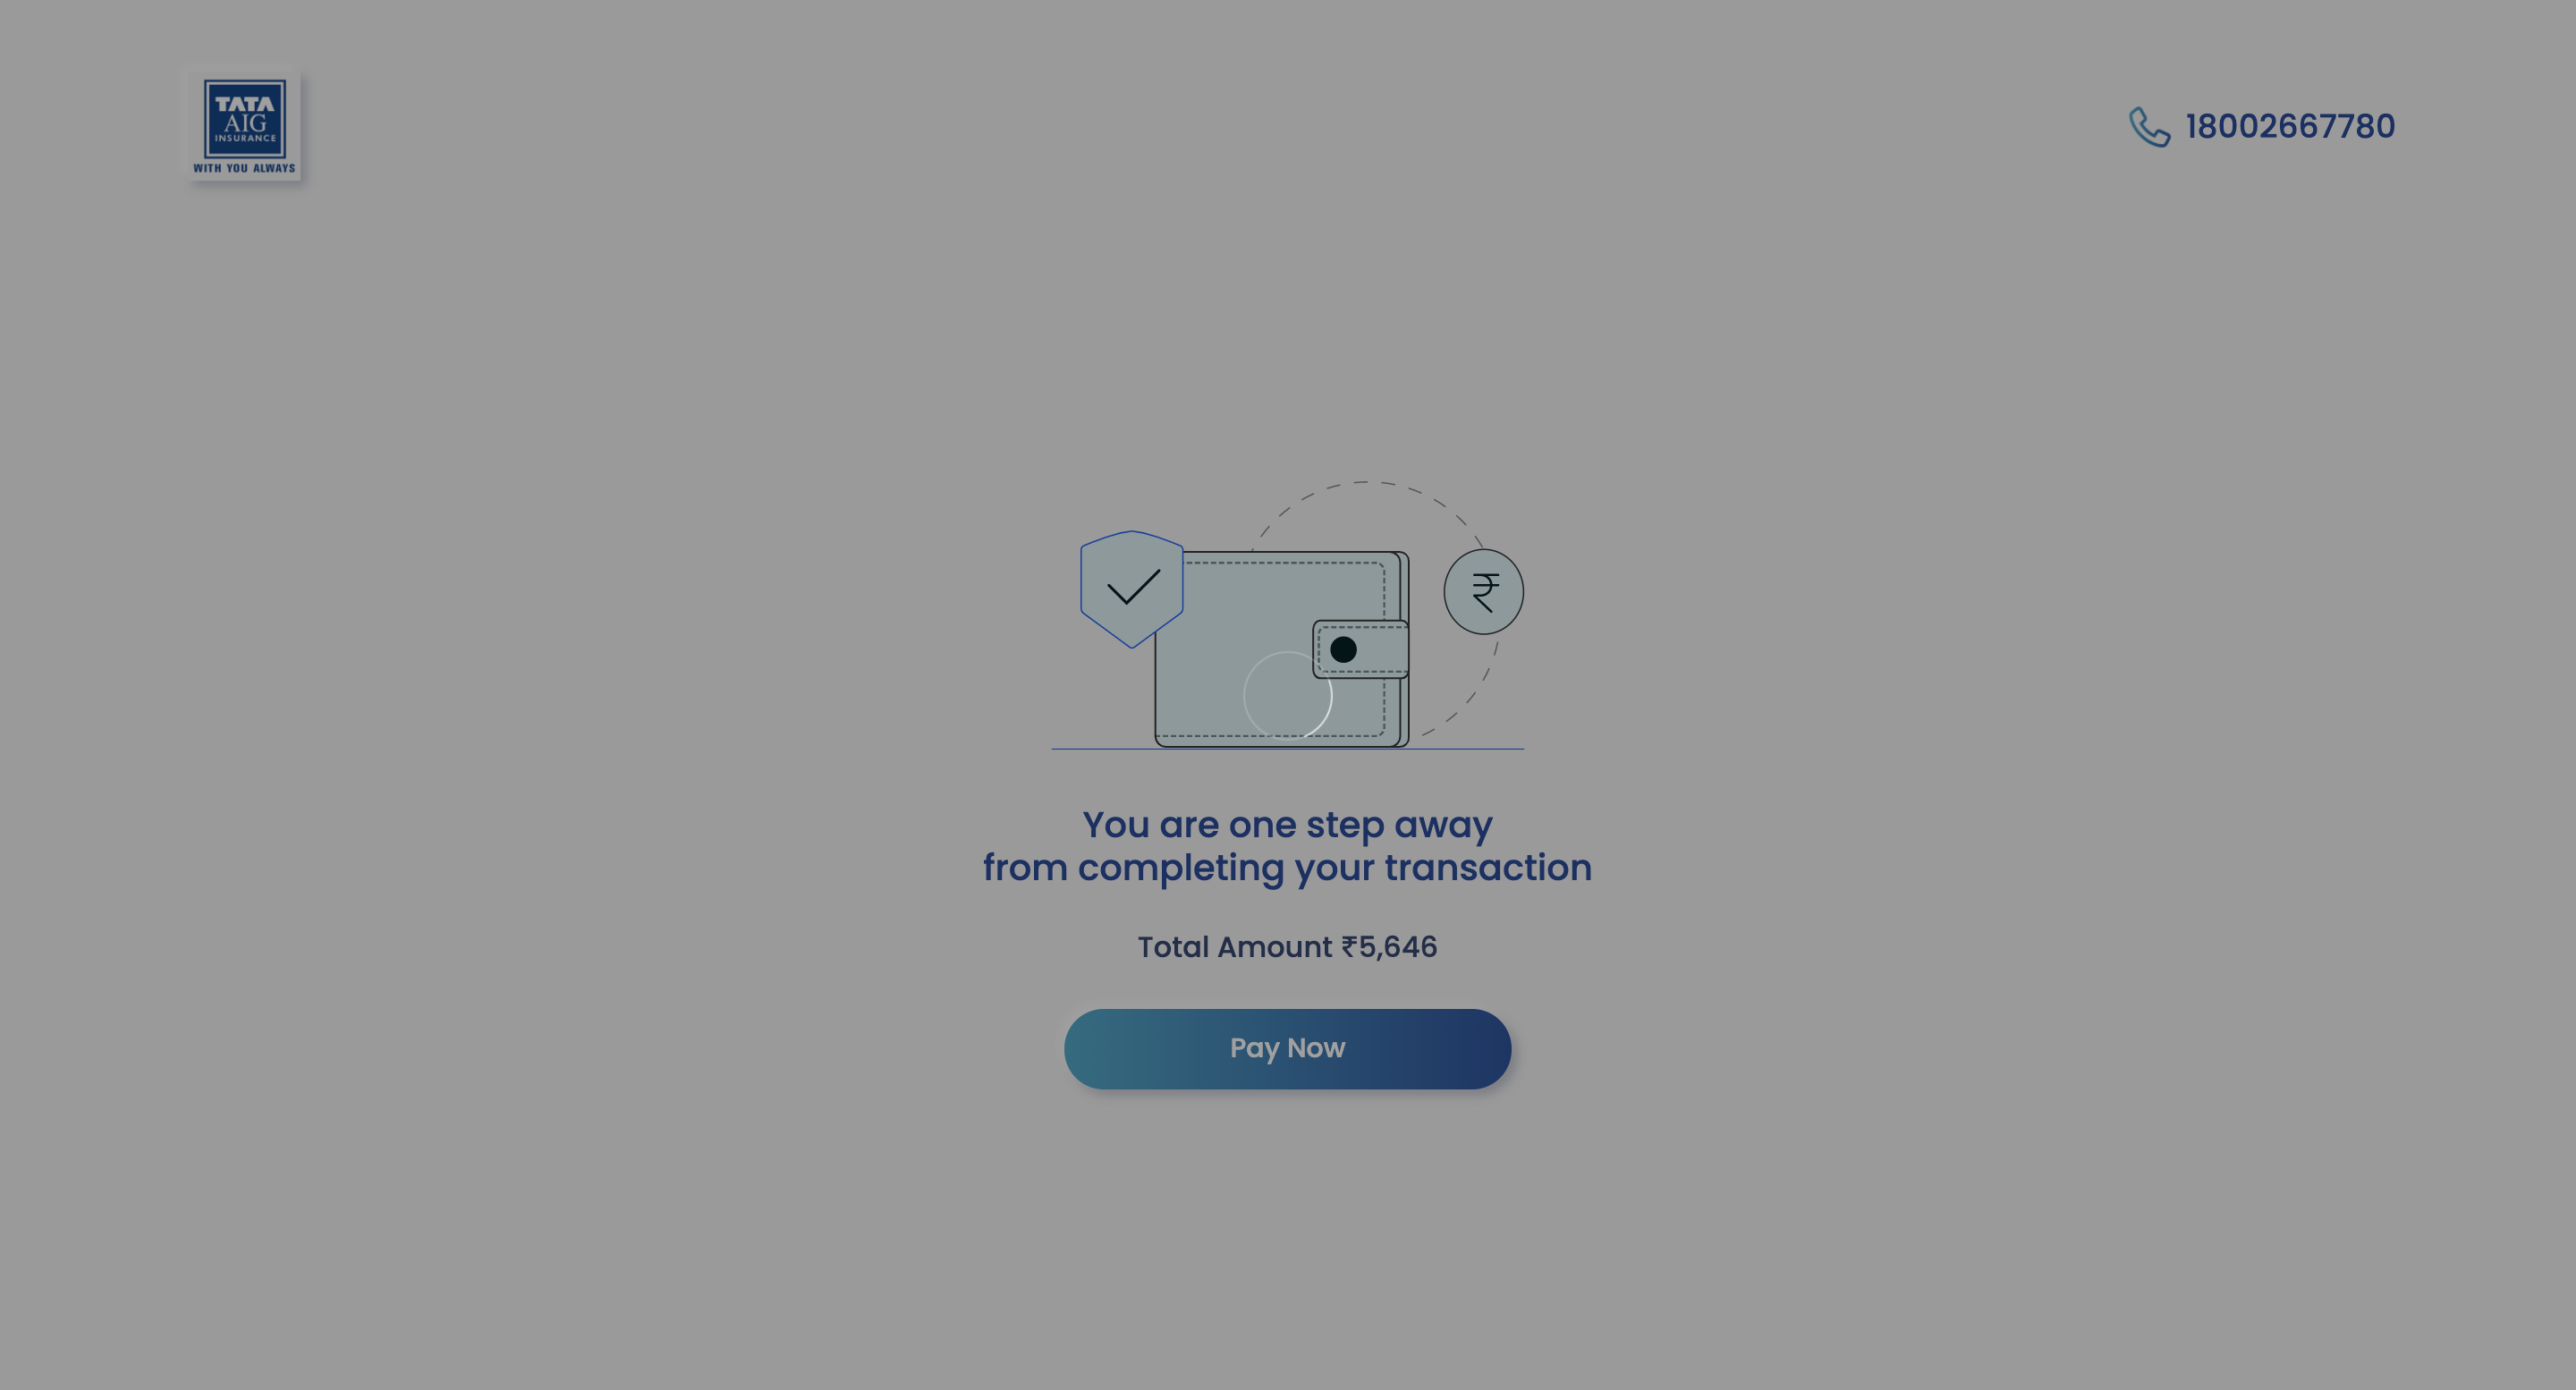 TATA
AIG
INSURANCE
WITH YOU ALWAYS
18002667780
₹
You are one step away
from completing your transaction
Total Amount ₹5,646
Pay Now